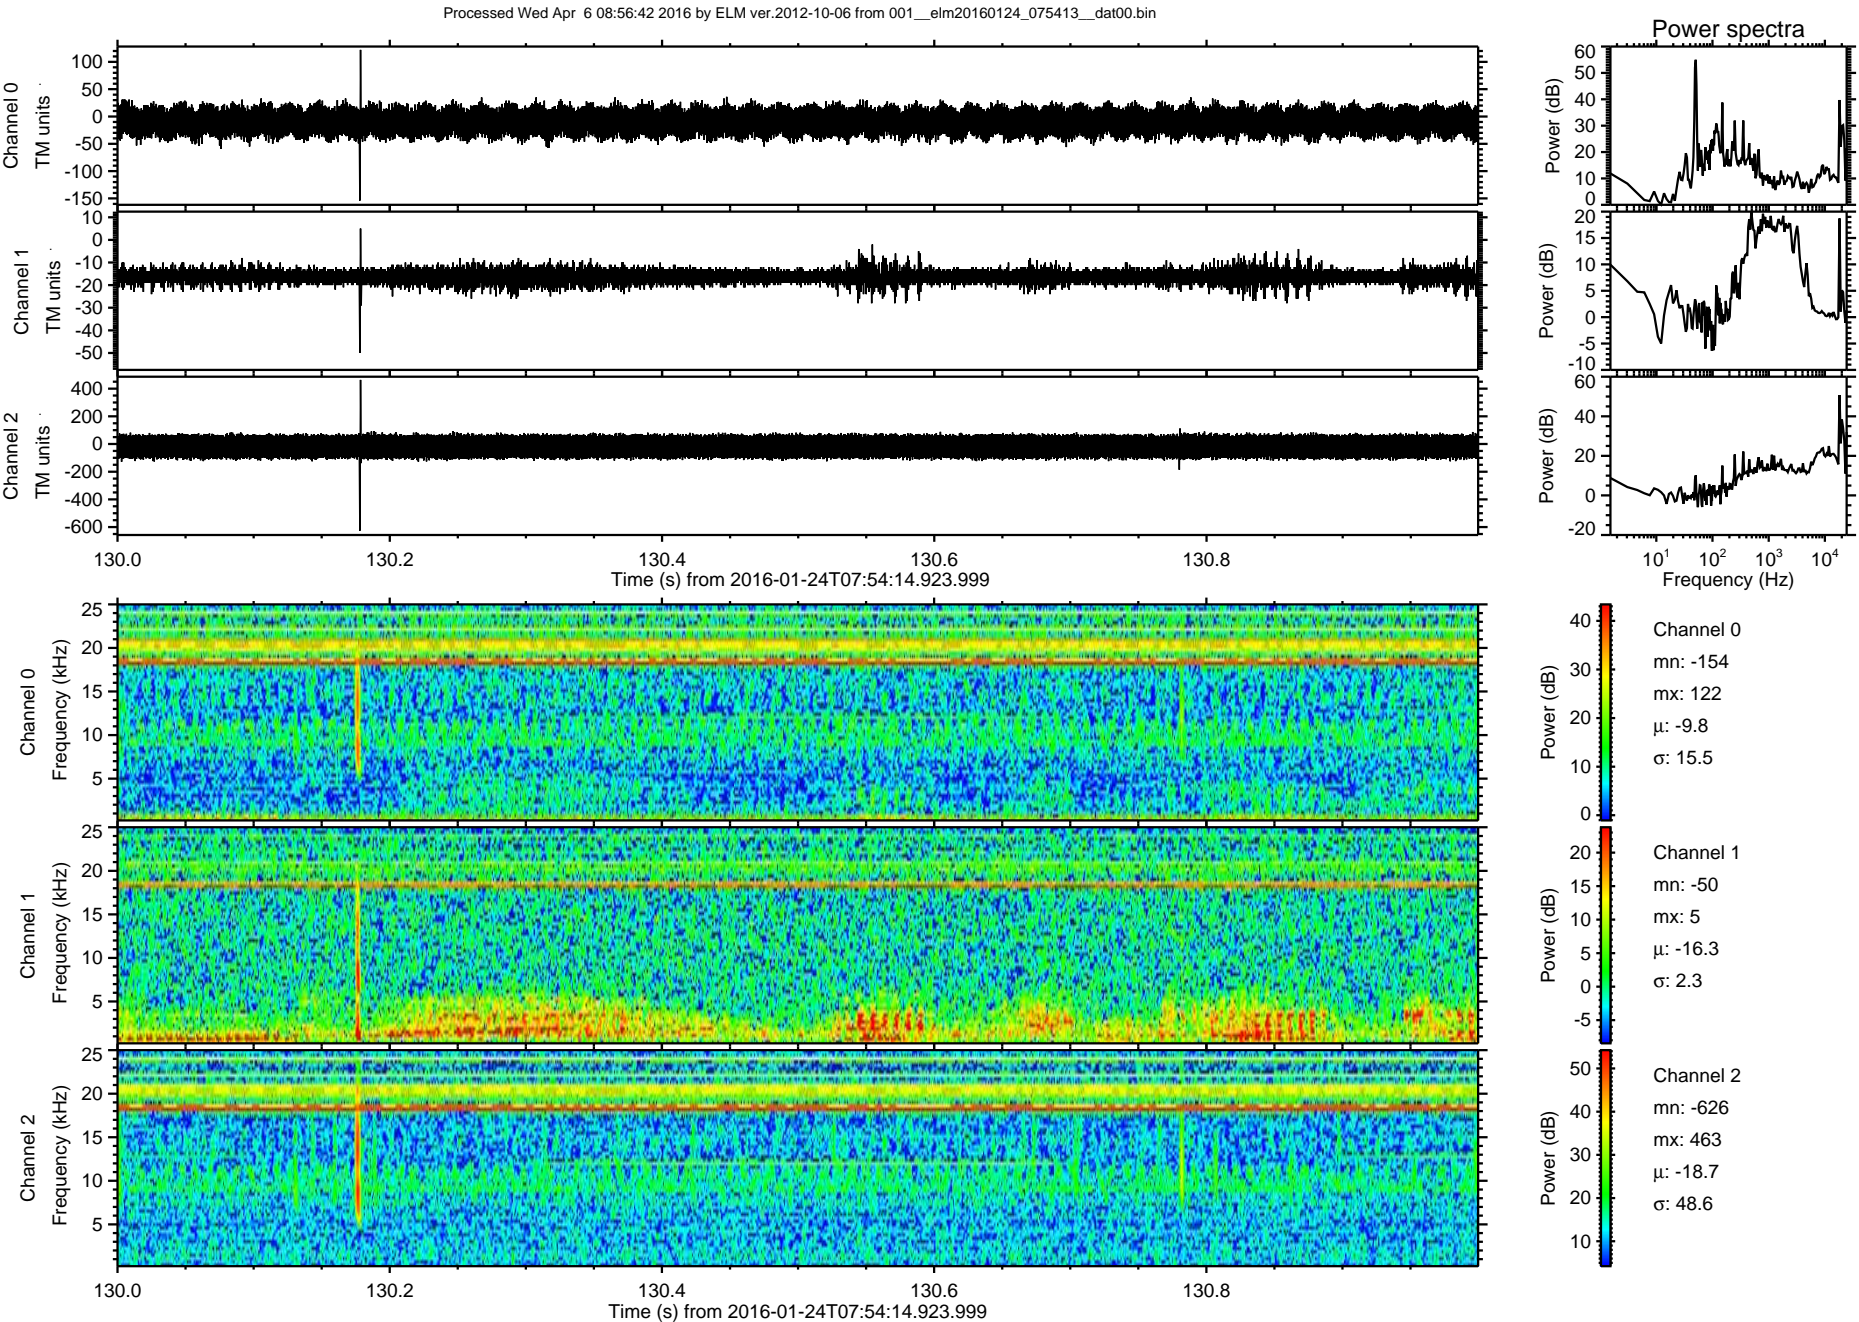 Processed Wed Apr  6 08:56:42 2016 by ELM ver.2012-10-06 from 001__elm20160124_075413__dat00.bin
Power spectra
Channel 0
TM units
100
50
0
-50
-100
-150
Power (dB)
60
50
40
30
20
10
0
Channel 1
TM units
10
0
-10
-20
-30
-40
-50
Power (dB)
20
15
10
5
0
-5
-10
Channel 2
TM units
400
200
0
-200
-400
-600
Power (dB)
60
40
20
0
-20
130.0 130.2 130.4 130.6 130.8
Time (s) from 2016-01-24T07:54:14.923.999
10¹ 10² 10³ 10⁴
Frequency (Hz)
Channel 0
Frequency (kHz)
25
20
15
10
5
Power (dB)
40
30
20
10
0
Channel 0
mn: -154
mx: 122
μ: -9.8
σ: 15.5
Channel 1
Frequency (kHz)
25
20
15
10
5
Power (dB)
20
15
10
5
0
-5
Channel 1
mn: -50
mx: 5
μ: -16.3
σ: 2.3
Channel 2
Frequency (kHz)
25
20
15
10
5
Power (dB)
50
40
30
20
10
Channel 2
mn: -626
mx: 463
μ: -18.7
σ: 48.6
130.0 130.2 130.4 130.6 130.8
Time (s) from 2016-01-24T07:54:14.923.999